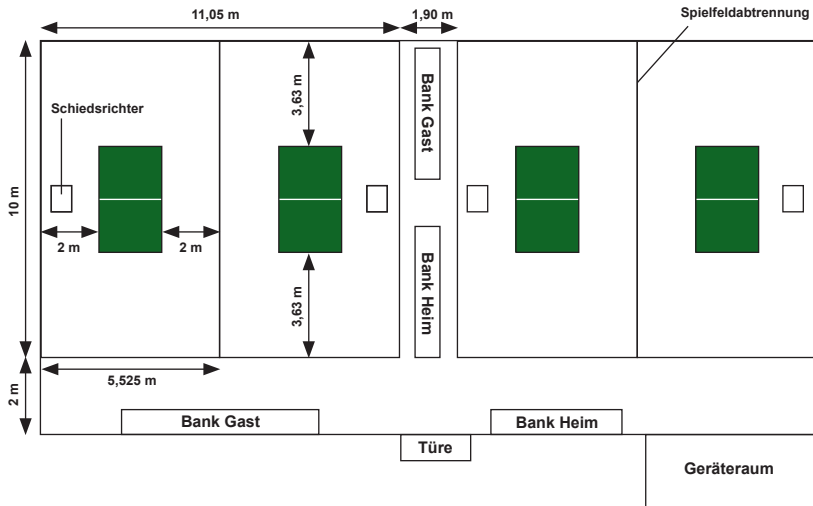 11,05 m
1,90 m
Spielfeldabtrennung
Schiedsrichter
3,63 m
Bank Gast
10 m
2 m
2 m
3,63 m
Bank Heim
5,525 m
2 m
Bank Gast
Bank Heim
Türe
Geräteraum